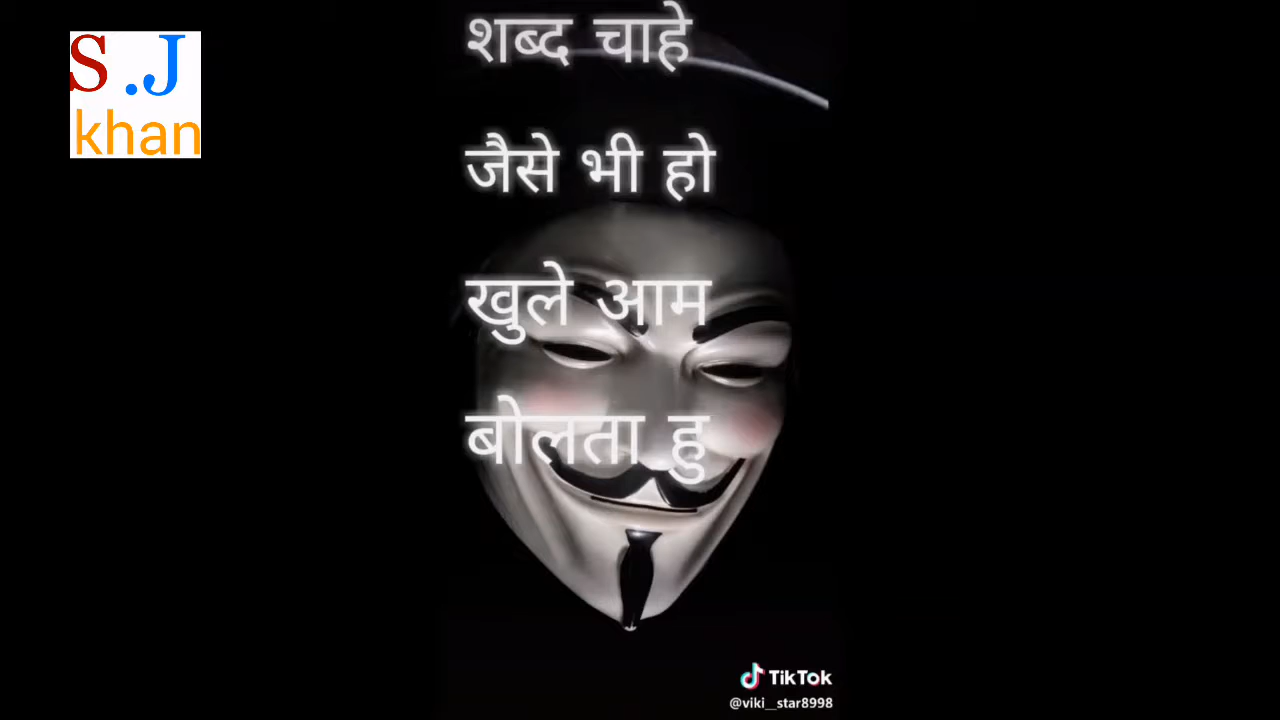 S.J
khan
शब्द चाहे
जैसे भी हो
खुले आम
बोलता हु
TikTok
@viki__star8998